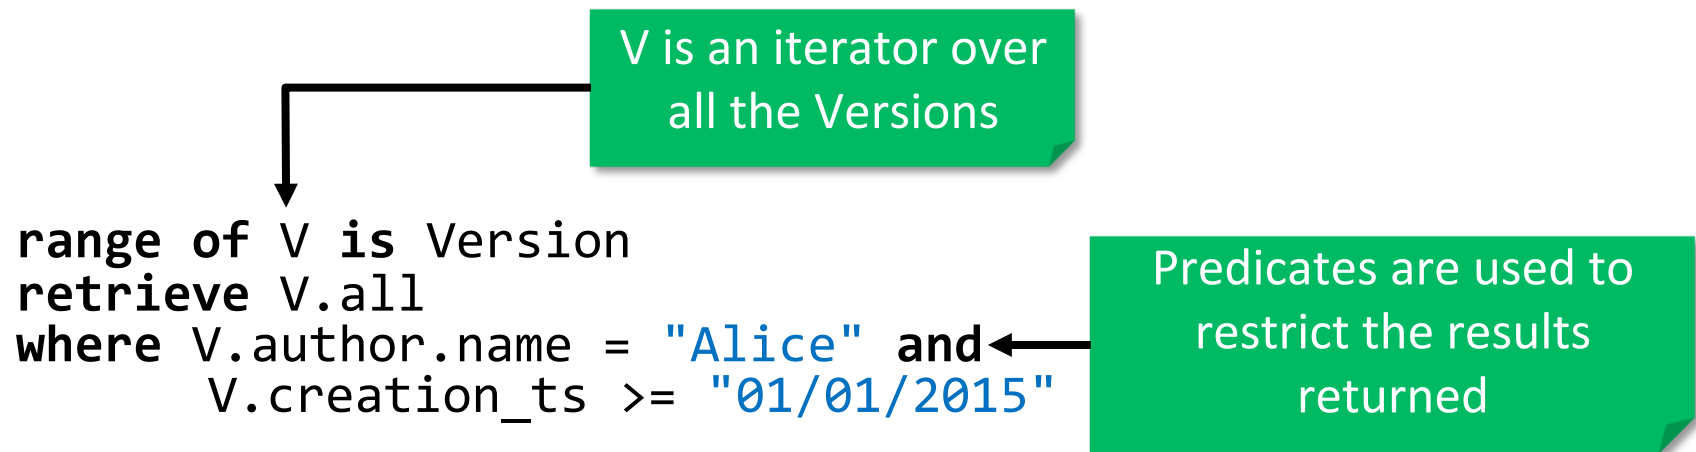 V is an iterator over
all the Versions
range of V is Version
retrieve V.all
where V.author.name = "Alice" and
V.creation_ts >= "01/01/2015"
Predicates are used to
restrict the results
returned